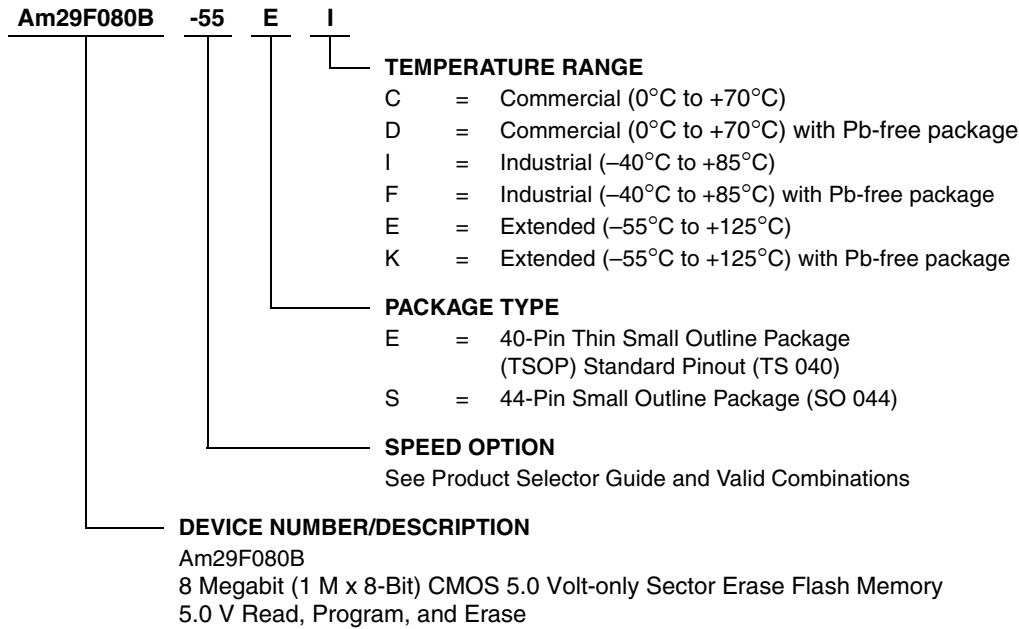 Am29F080B -55 E I
TEMPERATURE RANGE
C = Commercial (0°C to +70°C)
D = Commercial (0°C to +70°C) with Pb-free package
I = Industrial (–40°C to +85°C)
F = Industrial (–40°C to +85°C) with Pb-free package
E = Extended (–55°C to +125°C)
K = Extended (–55°C to +125°C) with Pb-free package
PACKAGE TYPE
E = 40-Pin Thin Small Outline Package
(TSOP) Standard Pinout (TS 040)
S = 44-Pin Small Outline Package (SO 044)
SPEED OPTION
See Product Selector Guide and Valid Combinations
DEVICE NUMBER/DESCRIPTION
Am29F080B
8 Megabit (1 M x 8-Bit) CMOS 5.0 Volt-only Sector Erase Flash Memory
5.0 V Read, Program, and Erase